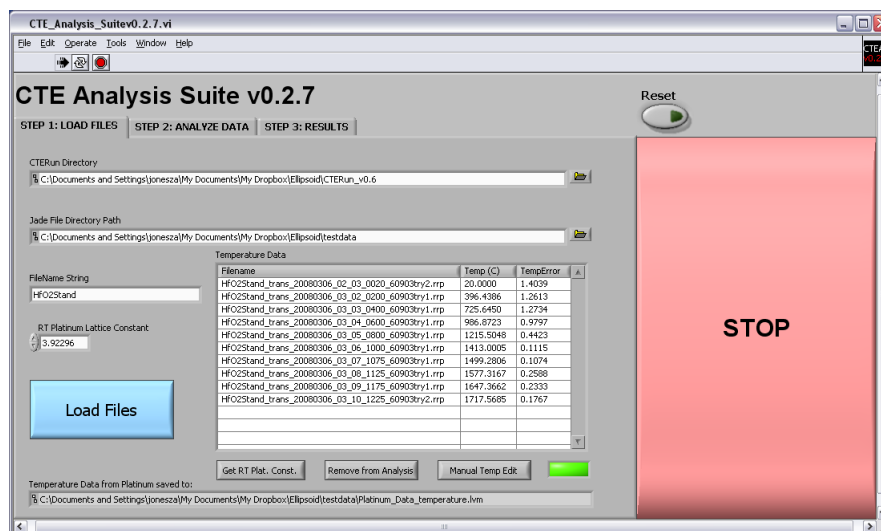 CTE_Analysis_Suitev0.2.7.vi
File Edit Operate Tools Window Help
CTEA
v0.2
CTE Analysis Suite v0.2.7
Reset
STEP 1: LOAD FILES STEP 2: ANALYZE DATA STEP 3: RESULTS
CTERun Directory
C:\Documents and Settings\jonesza\My Documents\My Dropbox\Ellipsoid\CTERun_v0.6
Jade File Directory Path
C:\Documents and Settings\jonesza\My Documents\My Dropbox\Ellipsoid\testdata
Temperature Data
Filename Temp (C) TempError
HfO2Stand_trans_20080306_02_03_0020_60903try2.rrp 20.0000 1.4039
HfO2Stand_trans_20080306_03_02_0200_60903try1.rrp 396.4386 1.2613
HfO2Stand_trans_20080306_03_03_0400_60903try1.rrp 725.6450 1.2734
HfO2Stand_trans_20080306_03_04_0600_60903try1.rrp 986.8723 0.9797
HfO2Stand_trans_20080306_03_05_0800_60903try1.rrp 1215.5048 0.4423
HfO2Stand_trans_20080306_03_06_1000_60903try1.rrp 1413.0005 0.1115
HfO2Stand_trans_20080306_03_07_1075_60903try1.rrp 1499.2806 0.1074
HfO2Stand_trans_20080306_03_08_1125_60903try1.rrp 1577.3167 0.2588
HfO2Stand_trans_20080306_03_09_1175_60903try1.rrp 1647.3662 0.2333
HfO2Stand_trans_20080306_03_10_1225_60903try2.rrp 1717.5685 0.1767
FileName String
HfO2Stand
RT Platinum Lattice Constant
3.92296
Load Files
STOP
Get RT Plat. Const. Remove from Analysis Manual Temp Edit
Temperature Data from Platinum saved to:
C:\Documents and Settings\jonesza\My Documents\My Dropbox\Ellipsoid\testdata\Platinum_Data_temperature.lvm